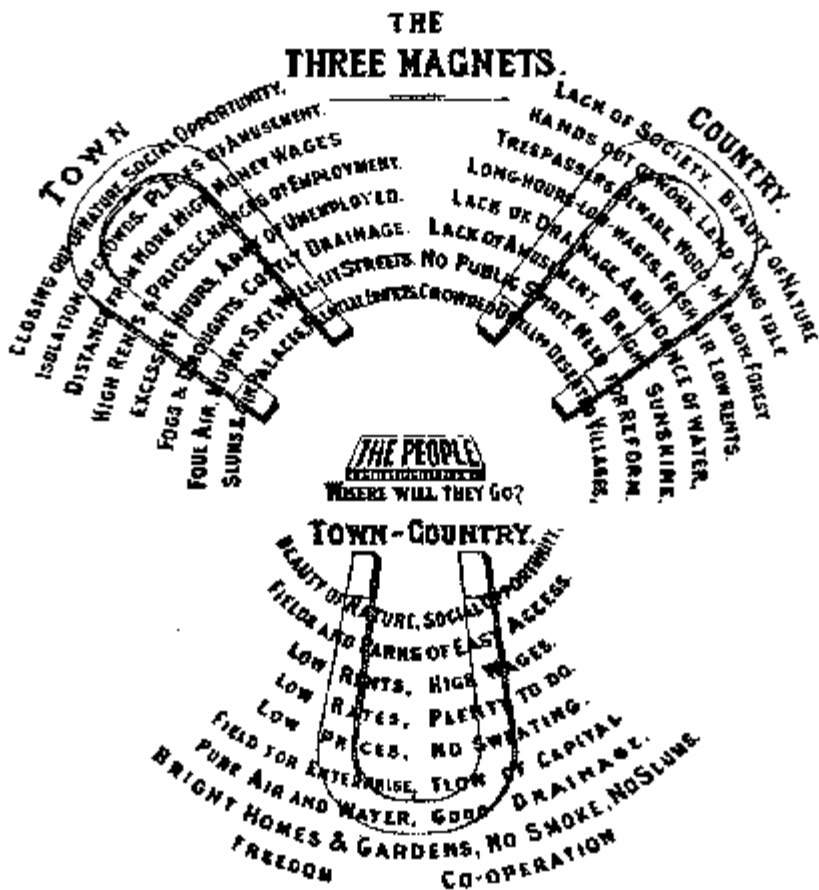 THE
THREE MAGNETS.
TOWN
CLOSING OUT OF NATURE. SOCIAL OPPORTUNITY.
ISOLATION OF CROWDS. PLACES OF AMUSEMENT.
DISTANCE FROM WORK. HIGH MONEY WAGES
HIGH RENTS & PRICES. CHANCES OF EMPLOYMENT.
EXCESSIVE HOURS. ARMY OF UNEMPLOYED.
FOGS & DROUGHTS. COSTLY DRAINAGE.
FOUL AIR. MURKY SKY. WELL-LIT STREETS.
SLUMS & GIN PALACES. PALATIAL EDIFICES.
COUNTRY.
LACK OF SOCIETY. BEAUTY OF NATURE
HANDS OUT OF WORK. LAND LYING IDLE
TRESPASSERS BEWARE. WOOD, MEADOW, FOREST
LONG-HOURS-LOW-WAGES. FRESH AIR LOW RENTS.
LACK OF DRAINAGE. ABUNDANCE OF WATER.
LACK OF AMUSEMENT. BRIGHT SUNSHINE.
NO PUBLIC SPIRIT. NEED FOR REFORM.
CROWDED DWELLINGS DESERTED VILLAGES.
THE PEOPLE
WHERE WILL THEY GO?
TOWN-COUNTRY.
BEAUTY OF NATURE, SOCIAL OPPORTUNITY.
FIELDS AND PARKS OF EASY ACCESS.
LOW RENTS, HIGH WAGES.
LOW RATES, PLENTY TO DO.
LOW PRICES, NO SWEATING.
FIELD FOR ENTERPRISE, FLOW OF CAPITAL
PURE AIR AND WATER, GOOD DRAINAGE.
BRIGHT HOMES & GARDENS, NO SMOKE, NO SLUMS.
FREEDOM CO-OPERATION